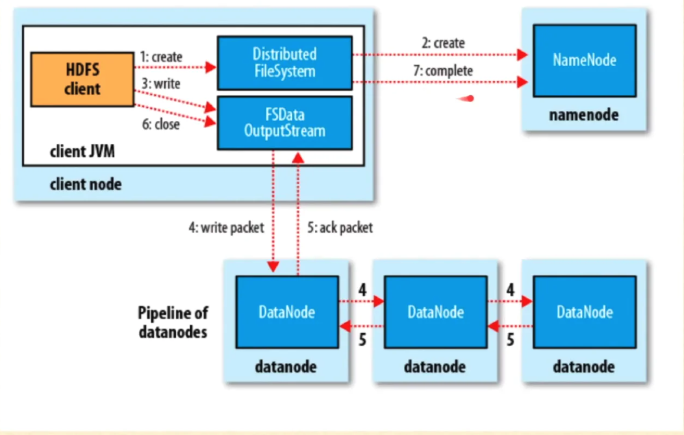 HDFS
client
1: create
3: write
6: close
Distributed
FileSystem
FSData
OutputStream
client JVM
client node
2: create
7: complete
NameNode
namenode
4: write packet
5: ack packet
Pipeline of
datanodes
DataNode
datanode
4
5
DataNode
datanode
4
5
DataNode
datanode